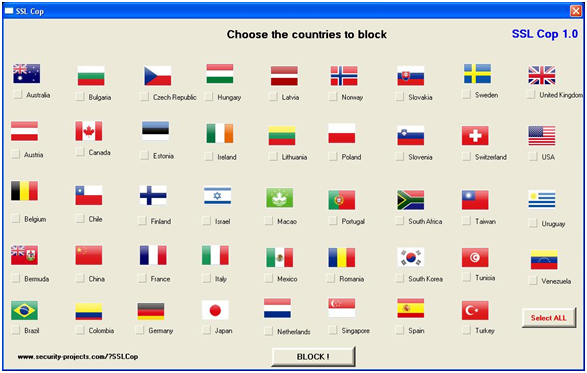 SSL Cop
Choose the countries to block
SSL Cop 1.0
Australia
Bulgaria
Czech Republic
Hungary
Latvia
Norway
Slovakia
Sweden
United Kingdom
Austria
Canada
Estonia
Ireland
Lithuania
Poland
Slovenia
Switzerland
USA
Belgium
Chile
Finland
Israel
Macao
Portugal
South Africa
Taiwan
Uruguay
Bermuda
China
France
Italy
Mexico
Romania
South Korea
Tunisia
Venezuela
Brazil
Colombia
Germany
Japan
Netherlands
Singapore
Spain
Turkey
Select ALL
www.security-projects.com/?SSLCop
BLOCK !